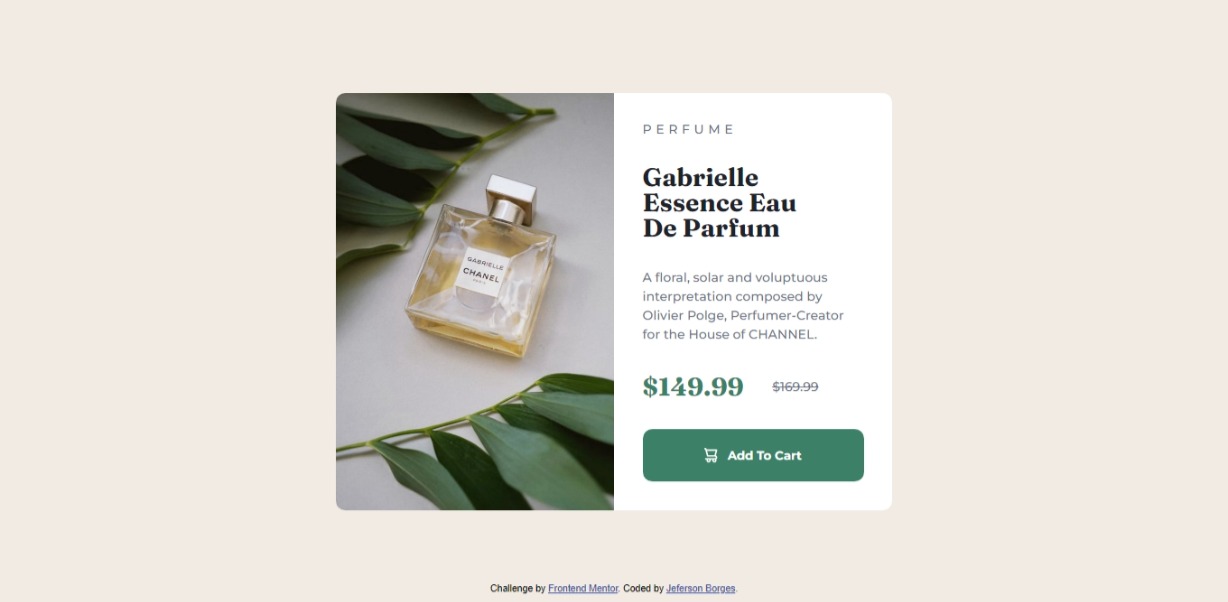 PERFUME
Gabrielle
Essence Eau
De Parfum
A floral, solar and voluptuous
interpretation composed by
Olivier Polge, Perfumer-Creator
for the House of CHANNEL.
$149.99 $169.99
Add To Cart
GABRIELLE
CHANEL
PARIS
Challenge by Frontend Mentor. Coded by Jeferson Borges.